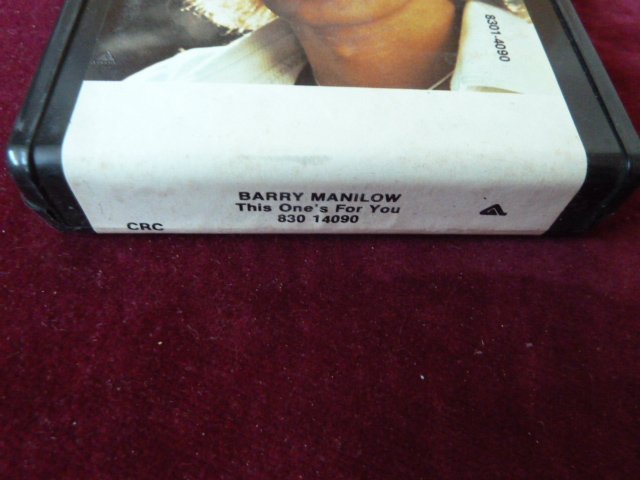 8301-4090
BARRY MANILOW
This One's For You
830 14090
CRC